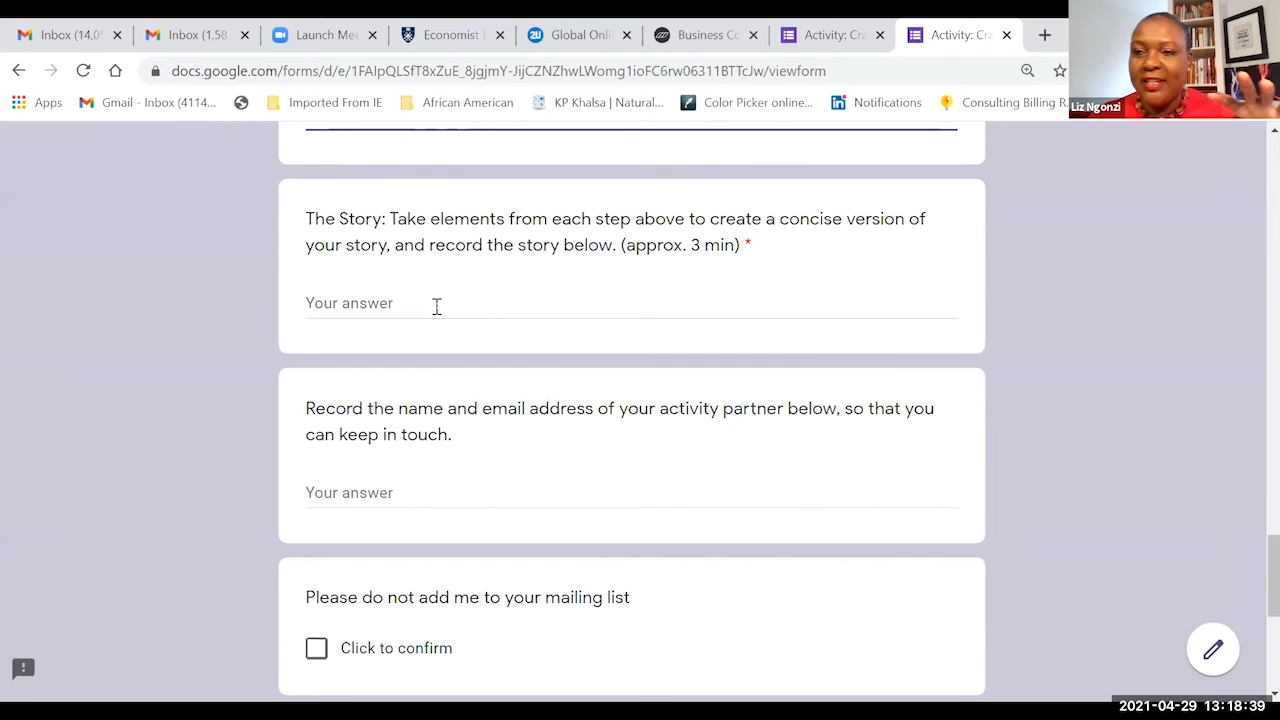 Inbox (14,0
Inbox (1,58
Launch Me
Economist
2U
Global Onli
Business Co
Activity: Cra
Activity: Cra
docs.google.com/forms/d/e/
/viewform
Apps
Gmail - Inbox (4114...
Imported From IE
African American
KP Khalsa | Natural...
Color Picker online...
Notifications
Consulting Billing R
Liz Ngonzi
The Story: Take elements from each step above to create a concise version of
your story, and record the story below. (approx. 3 min) *
Your answer
Record the name and email address of your activity partner below, so that you
can keep in touch.
Your answer
Please do not add me to your mailing list
Click to confirm
2021-04-29 13:18:39